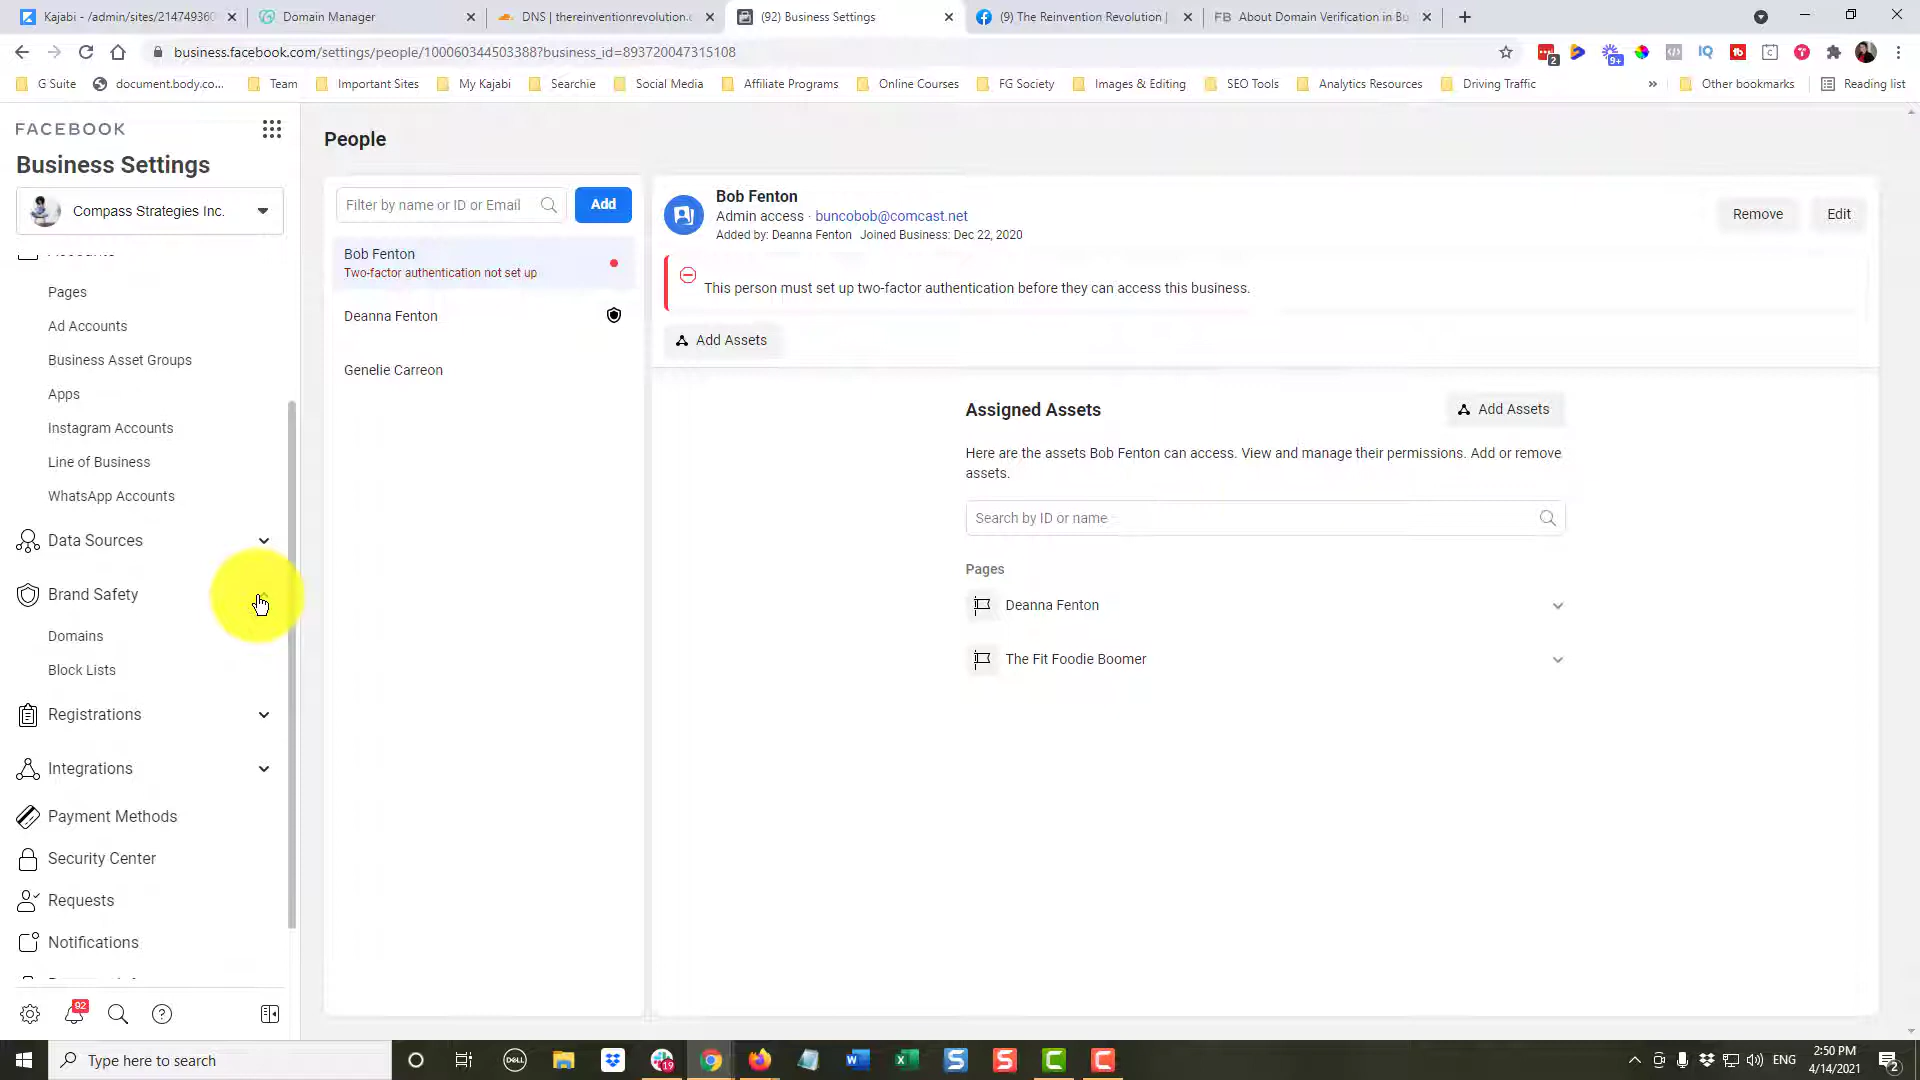 Kajabi - /admin/sites/214749360
Domain Manager
DNS | thereinventionrevolution.c
(92) Business Settings
(9) The Reinvention Revolution |
FB About Domain Verification in Bu
business.facebook.com/settings/people/100060344503388?business_id=893720047315108
2
9+
G Suite
document.body.co...
Team
Important Sites
My Kajabi
Searchie
Social Media
Affiliate Programs
Online Courses
FG Society
Images & Editing
SEO Tools
Analytics Resources
Driving Traffic
»
Other bookmarks
Reading list
FACEBOOK
Business Settings
Compass Strategies Inc.
Pages
Ad Accounts
Business Asset Groups
Apps
Instagram Accounts
Line of Business
WhatsApp Accounts
Data Sources
Brand Safety
Domains
Block Lists
Registrations
Integrations
Payment Methods
Security Center
Requests
Notifications
92
People
Filter by name or ID or Email
Add
Bob Fenton
Two-factor authentication not set up
Deanna Fenton
Genelie Carreon
Bob Fenton
Admin access · buncobob@comcast.net
Added by: Deanna Fenton Joined Business: Dec 22, 2020
Remove
Edit
This person must set up two-factor authentication before they can access this business.
Add Assets
Assigned Assets
Add Assets
Here are the assets Bob Fenton can access. View and manage their permissions. Add or remove
assets.
Search by ID or name
Pages
Deanna Fenton
The Fit Foodie Boomer
Type here to search
DELL
19
ENG
2:50 PM
4/14/2021
2